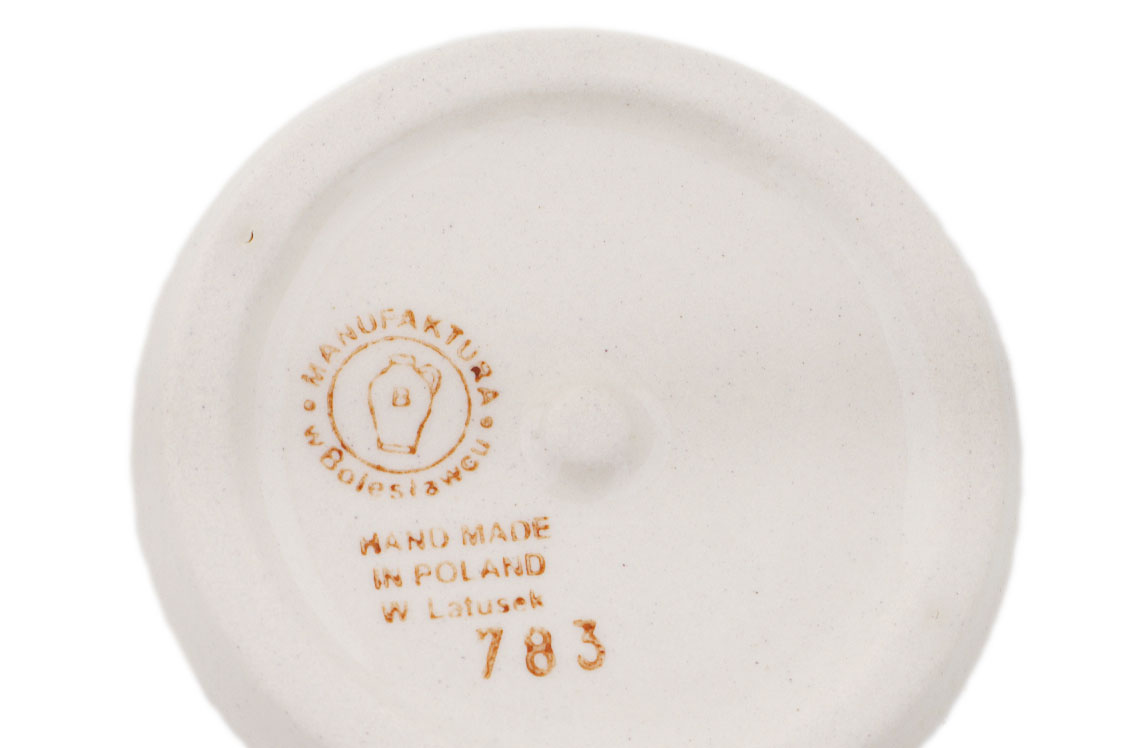 MANUFAKTURA
w Bolesławcu
B
HAND MADE
IN POLAND
W Latusek
783